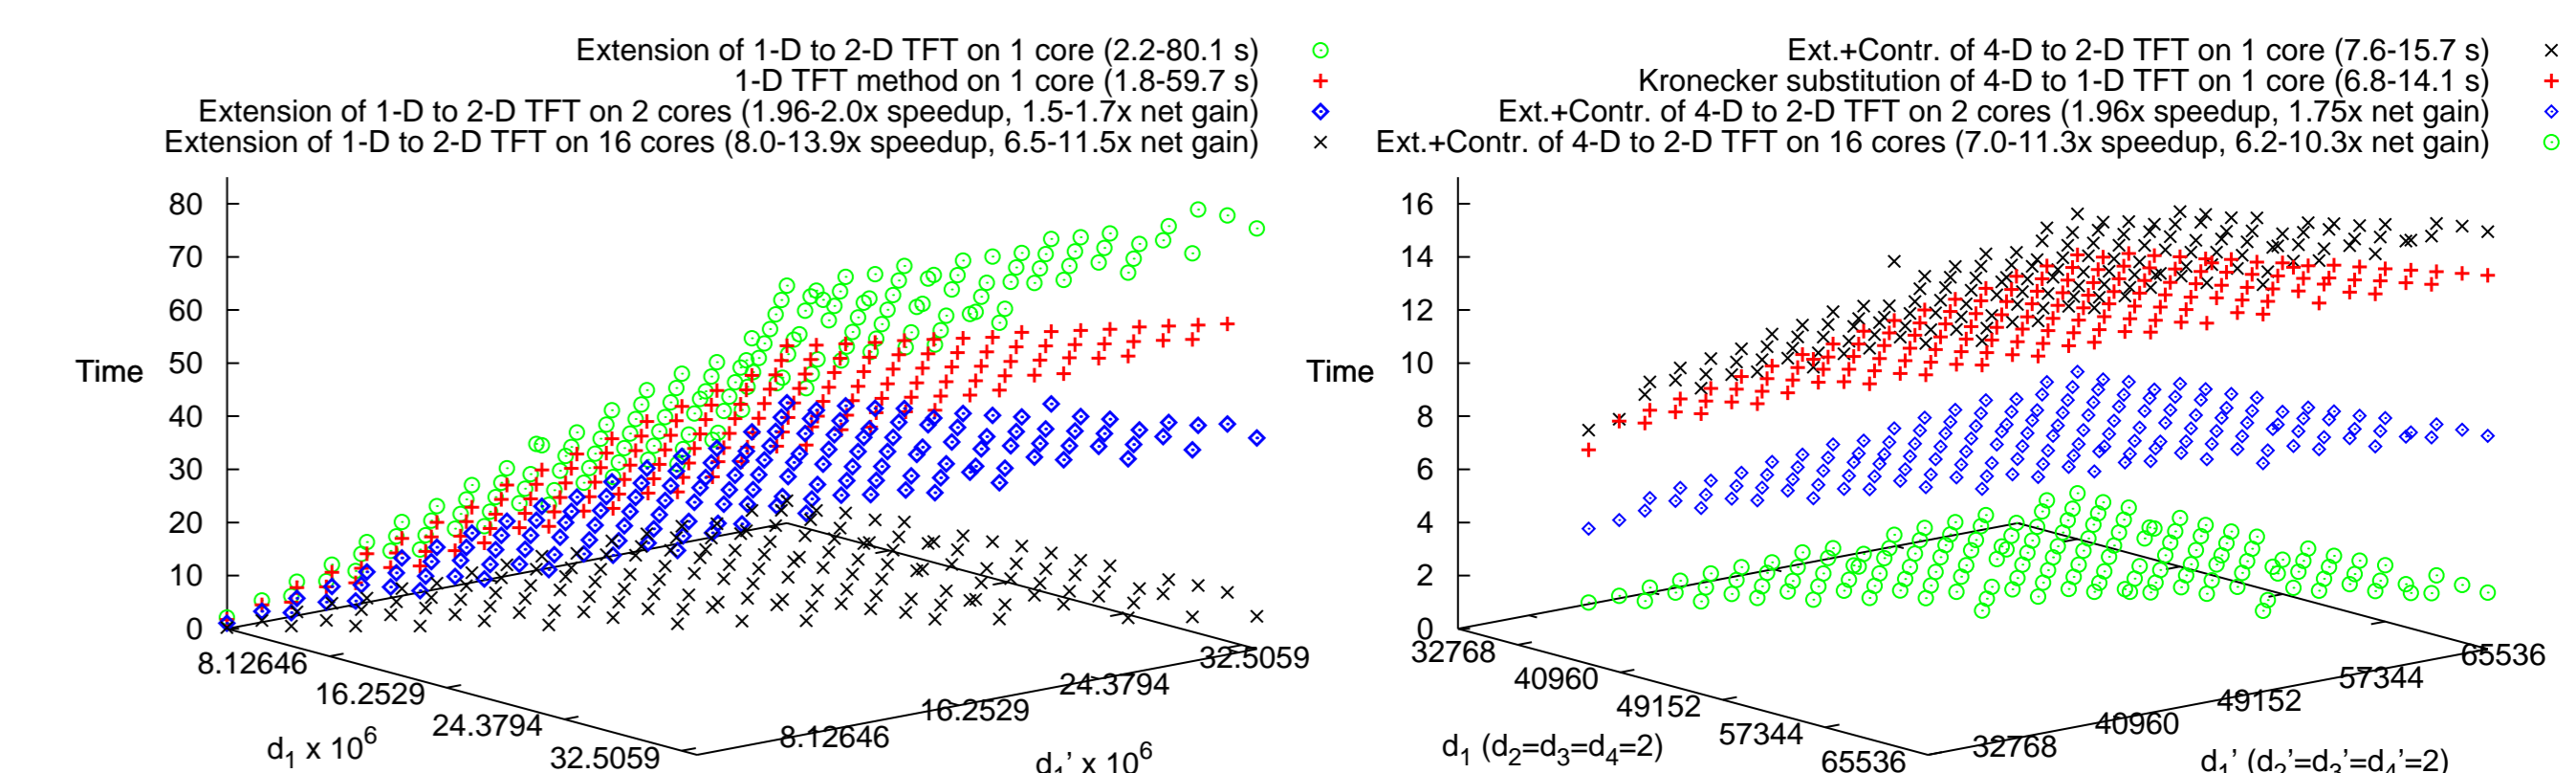 Extension of 1-D to 2-D TFT on 1 core (2.2-80.1 s)
1-D TFT method on 1 core (1.8-59.7 s)
Extension of 1-D to 2-D TFT on 2 cores (1.96-2.0x speedup, 1.5-1.7x net gain)
Extension of 1-D to 2-D TFT on 16 cores (8.0-13.9x speedup, 6.5-11.5x net gain)
80
70
60
50
Time
40
30
20
10
0
8.12646
16.2529
24.3794
32.5059
d₁ x 10⁶
8.12646
16.2529
24.3794
32.5059
d₁' x 10⁶
Ext.+Contr. of 4-D to 2-D TFT on 1 core (7.6-15.7 s)
Kronecker substitution of 4-D to 1-D TFT on 1 core (6.8-14.1 s)
Ext.+Contr. of 4-D to 2-D TFT on 2 cores (1.96x speedup, 1.75x net gain)
Ext.+Contr. of 4-D to 2-D TFT on 16 cores (7.0-11.3x speedup, 6.2-10.3x net gain)
16
14
12
10
Time
8
6
4
2
0
32768
40960
49152
57344
65536
d₁ (d₂=d₃=d₄=2)
32768
40960
49152
57344
65536
d₁' (d₂'=d₃'=d₄'=2)